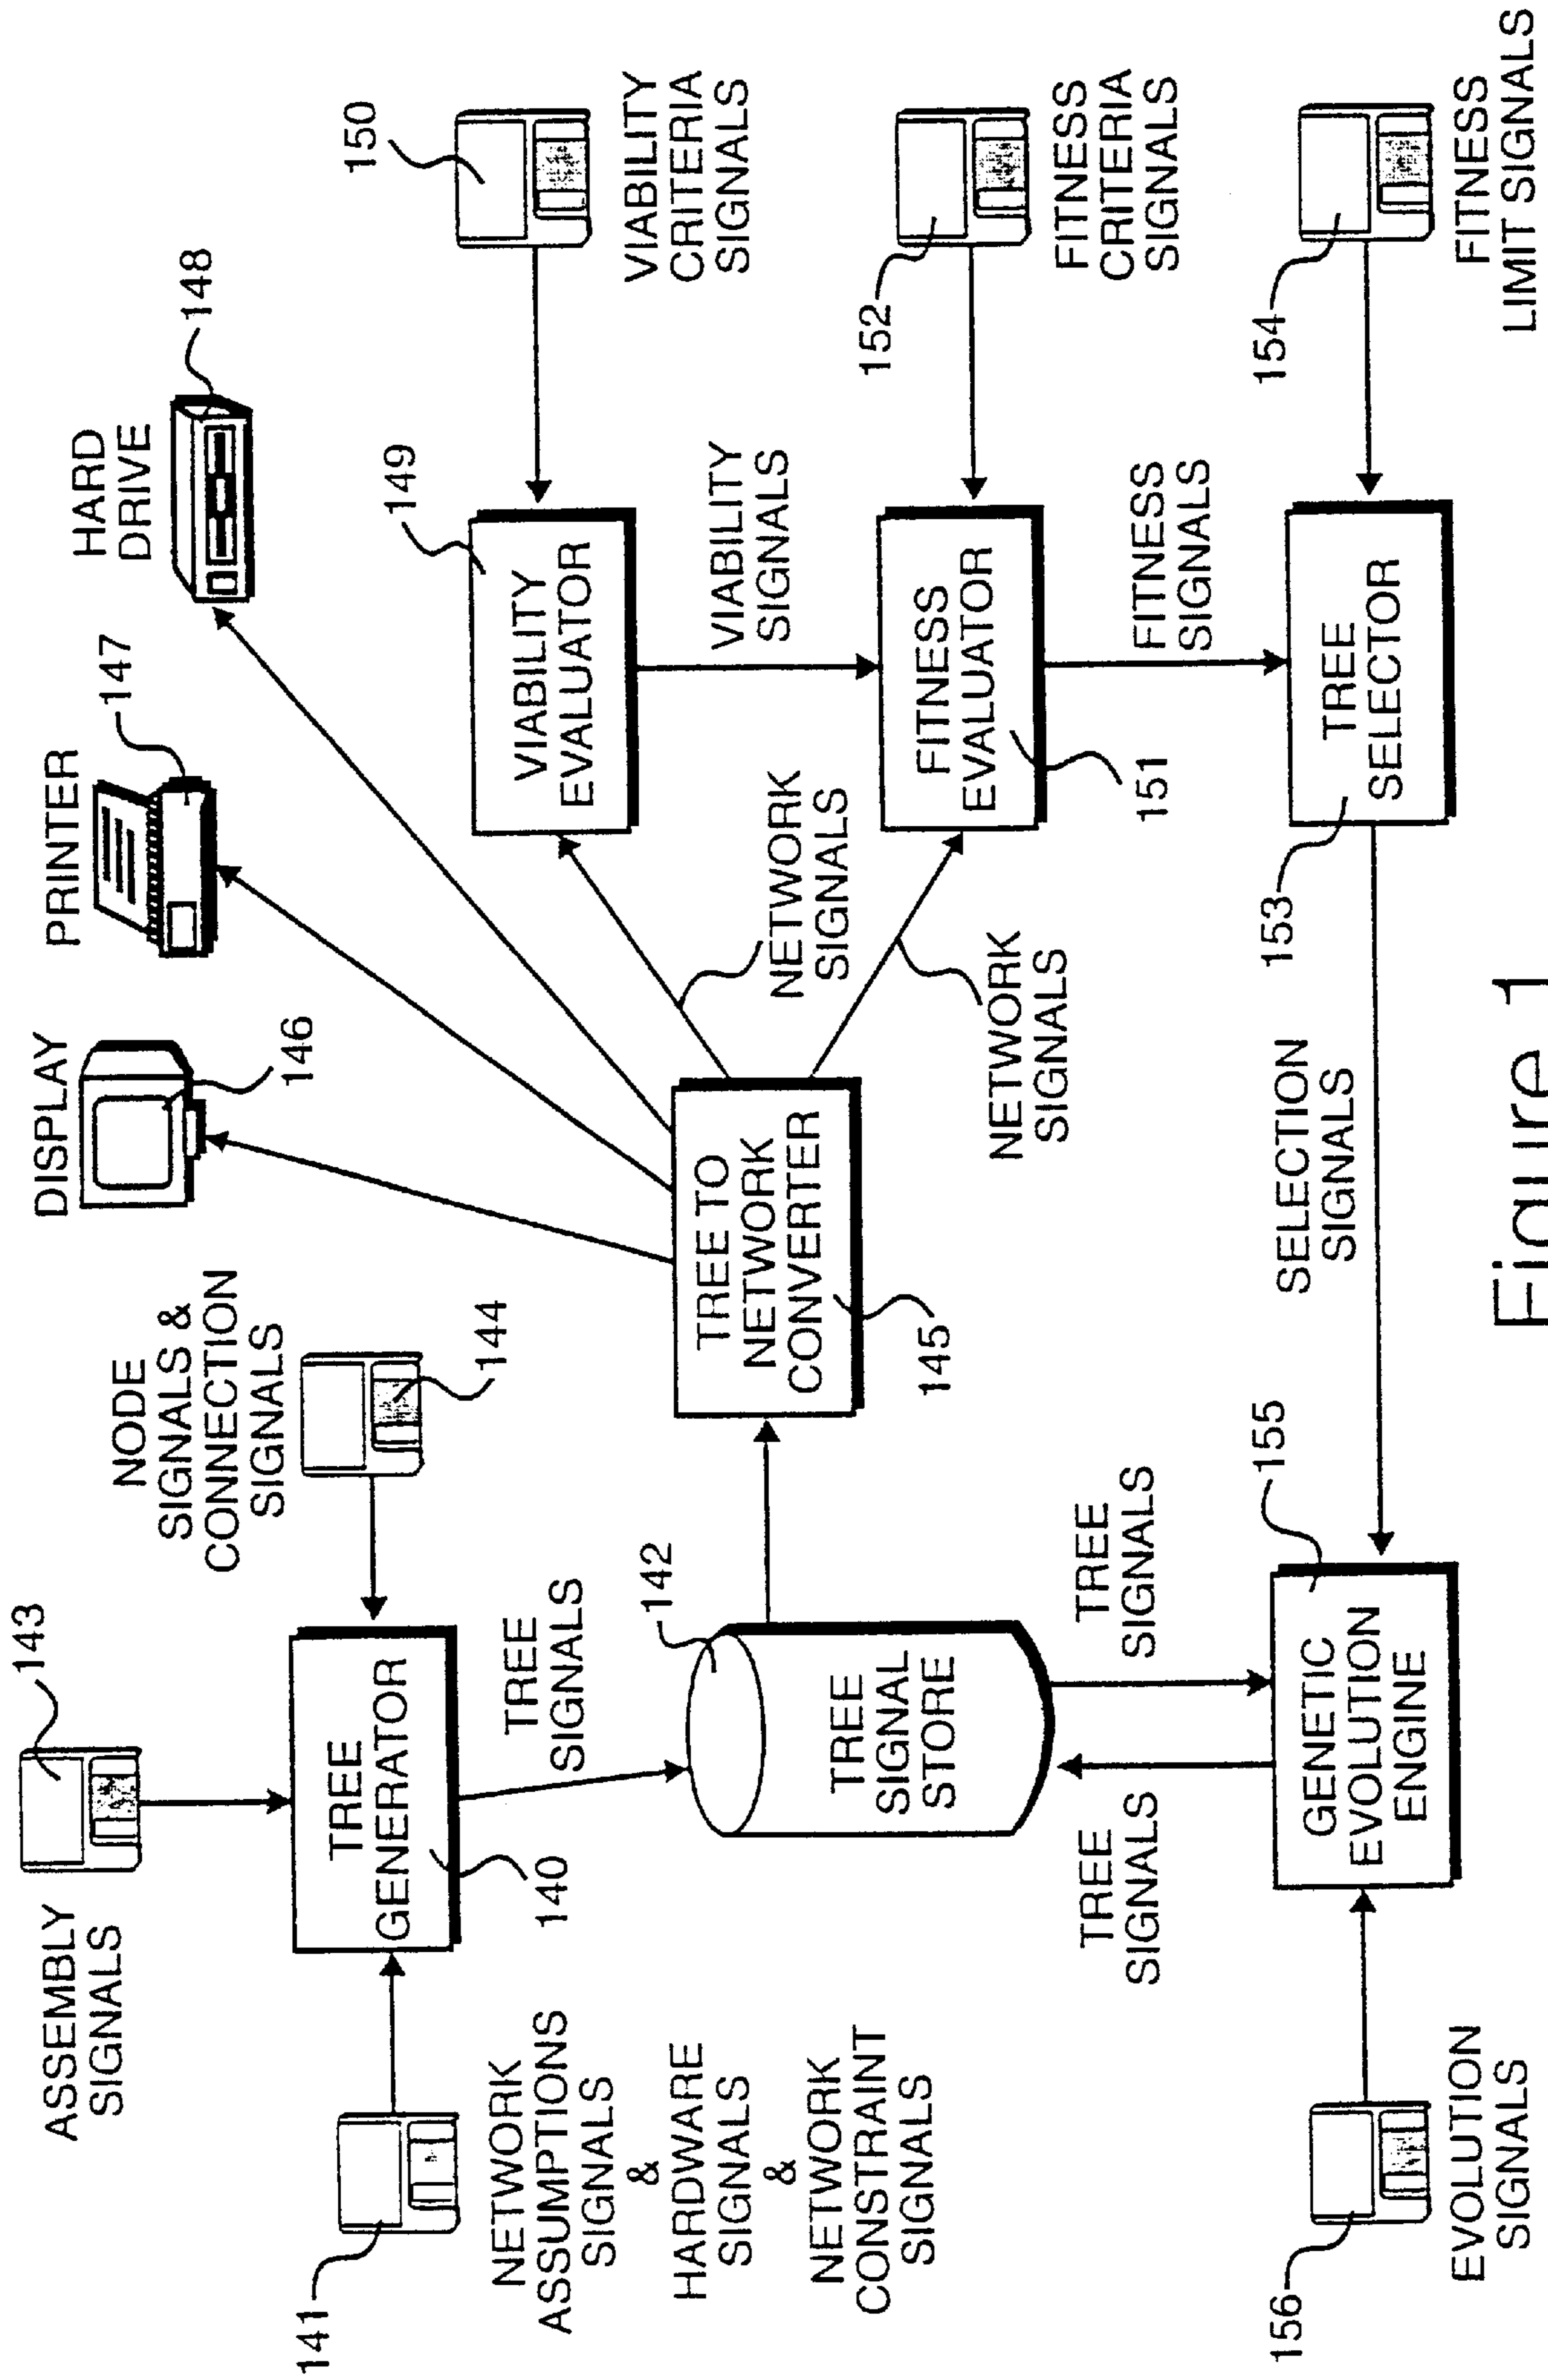 ASSEMBLY
SIGNALS
143
NODE
SIGNALS &
CONNECTION
SIGNALS
144
DISPLAY
146
PRINTER
147
HARD
DRIVE
148
141
NETWORK
ASSUMPTIONS
SIGNALS
&
HARDWARE
SIGNALS
&
NETWORK
CONSTRAINT
SIGNALS
TREE
GENERATOR
140
TREE
SIGNALS
142
TREE
SIGNAL
STORE
TREE TO
NETWORK
CONVERTER
145
NETWORK
SIGNALS
NETWORK
SIGNALS
149
VIABILITY
EVALUATOR
150
VIABILITY
CRITERIA
SIGNALS
VIABILITY
SIGNALS
FITNESS
EVALUATOR
151
152
FITNESS
CRITERIA
SIGNALS
FITNESS
SIGNALS
TREE
SELECTOR
153
154
FITNESS
LIMIT SIGNALS
SELECTION
SIGNALS
TREE
SIGNALS
TREE
SIGNALS
155
GENETIC
EVOLUTION
ENGINE
156
EVOLUTION
SIGNALS
Figure 1